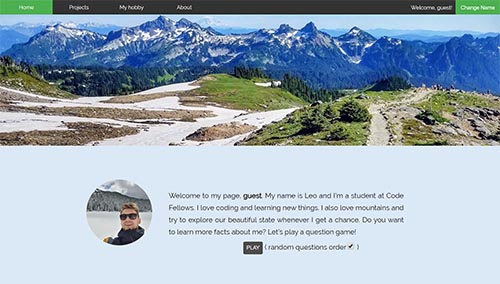 Home Projects My hobby About Welcome, guest! Change Name
Welcome to my page, guest. My name is Leo and I'm a student at Code
Fellows. I love coding and learning new things. I also love mountains and
try to explore our beautiful state whenever I get a chance. Do you want
to learn more facts about me? Let's play a question game!
PLAY ( random questions order )